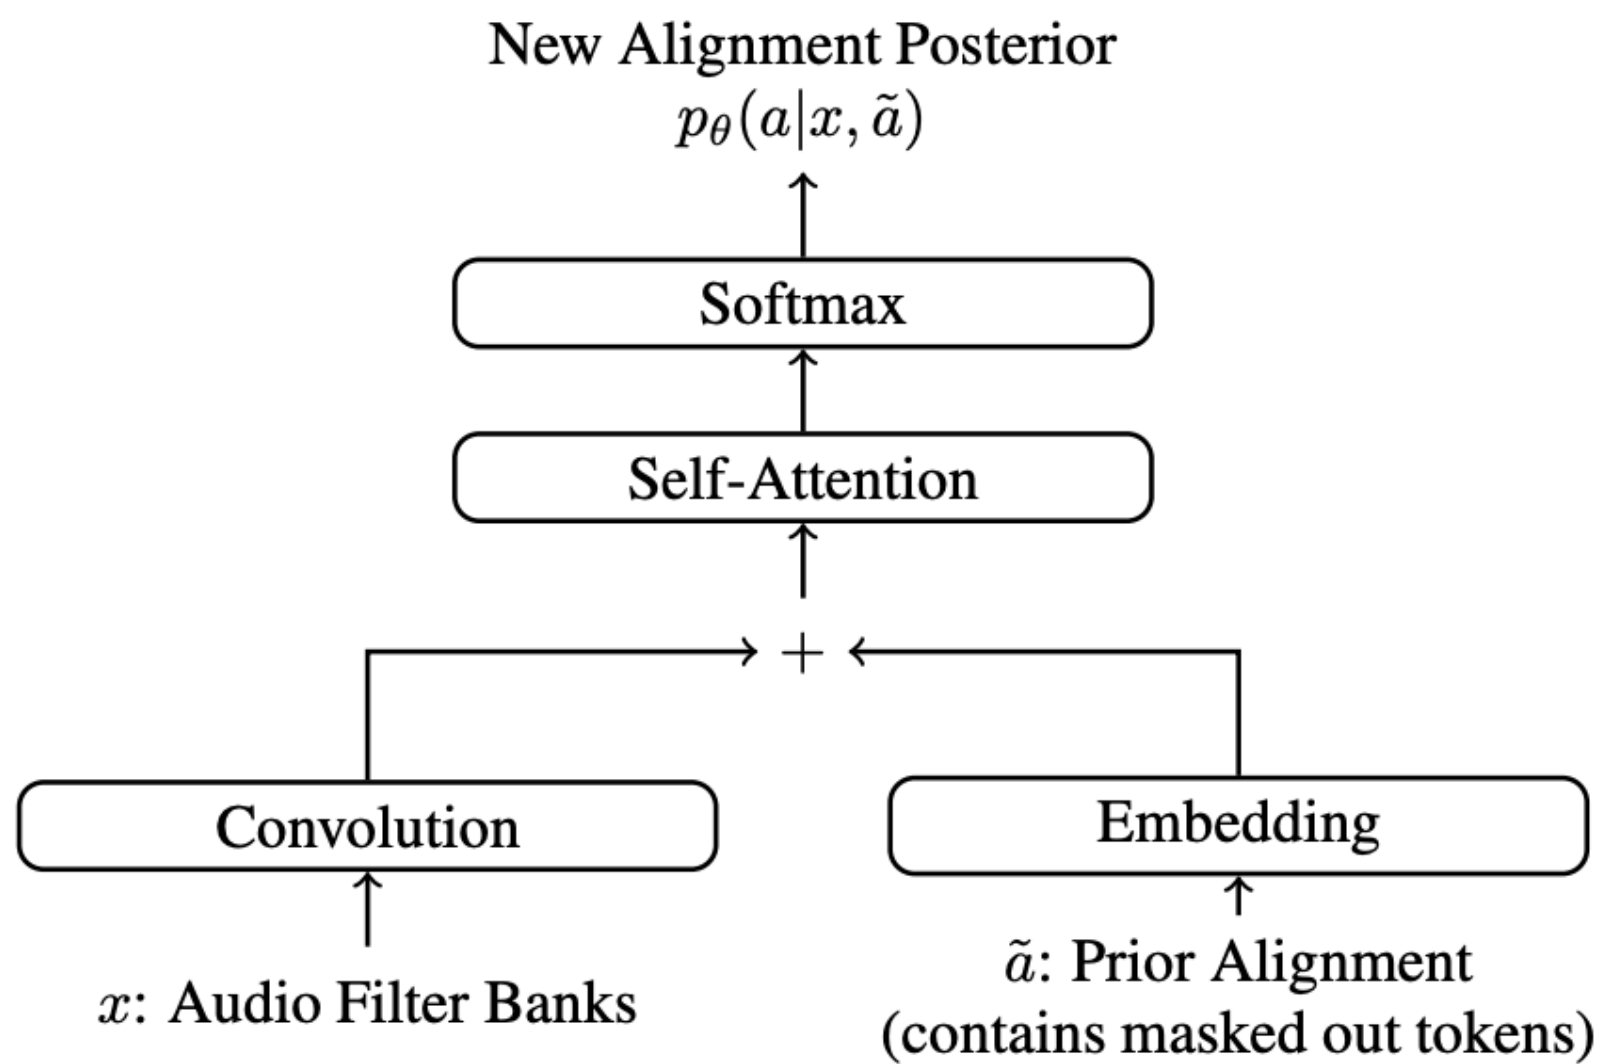 New Alignment Posterior
pθ(a|x, ã)
Softmax
Self-Attention
+
Convolution
Embedding
x: Audio Filter Banks
ã: Prior Alignment
(contains masked out tokens)